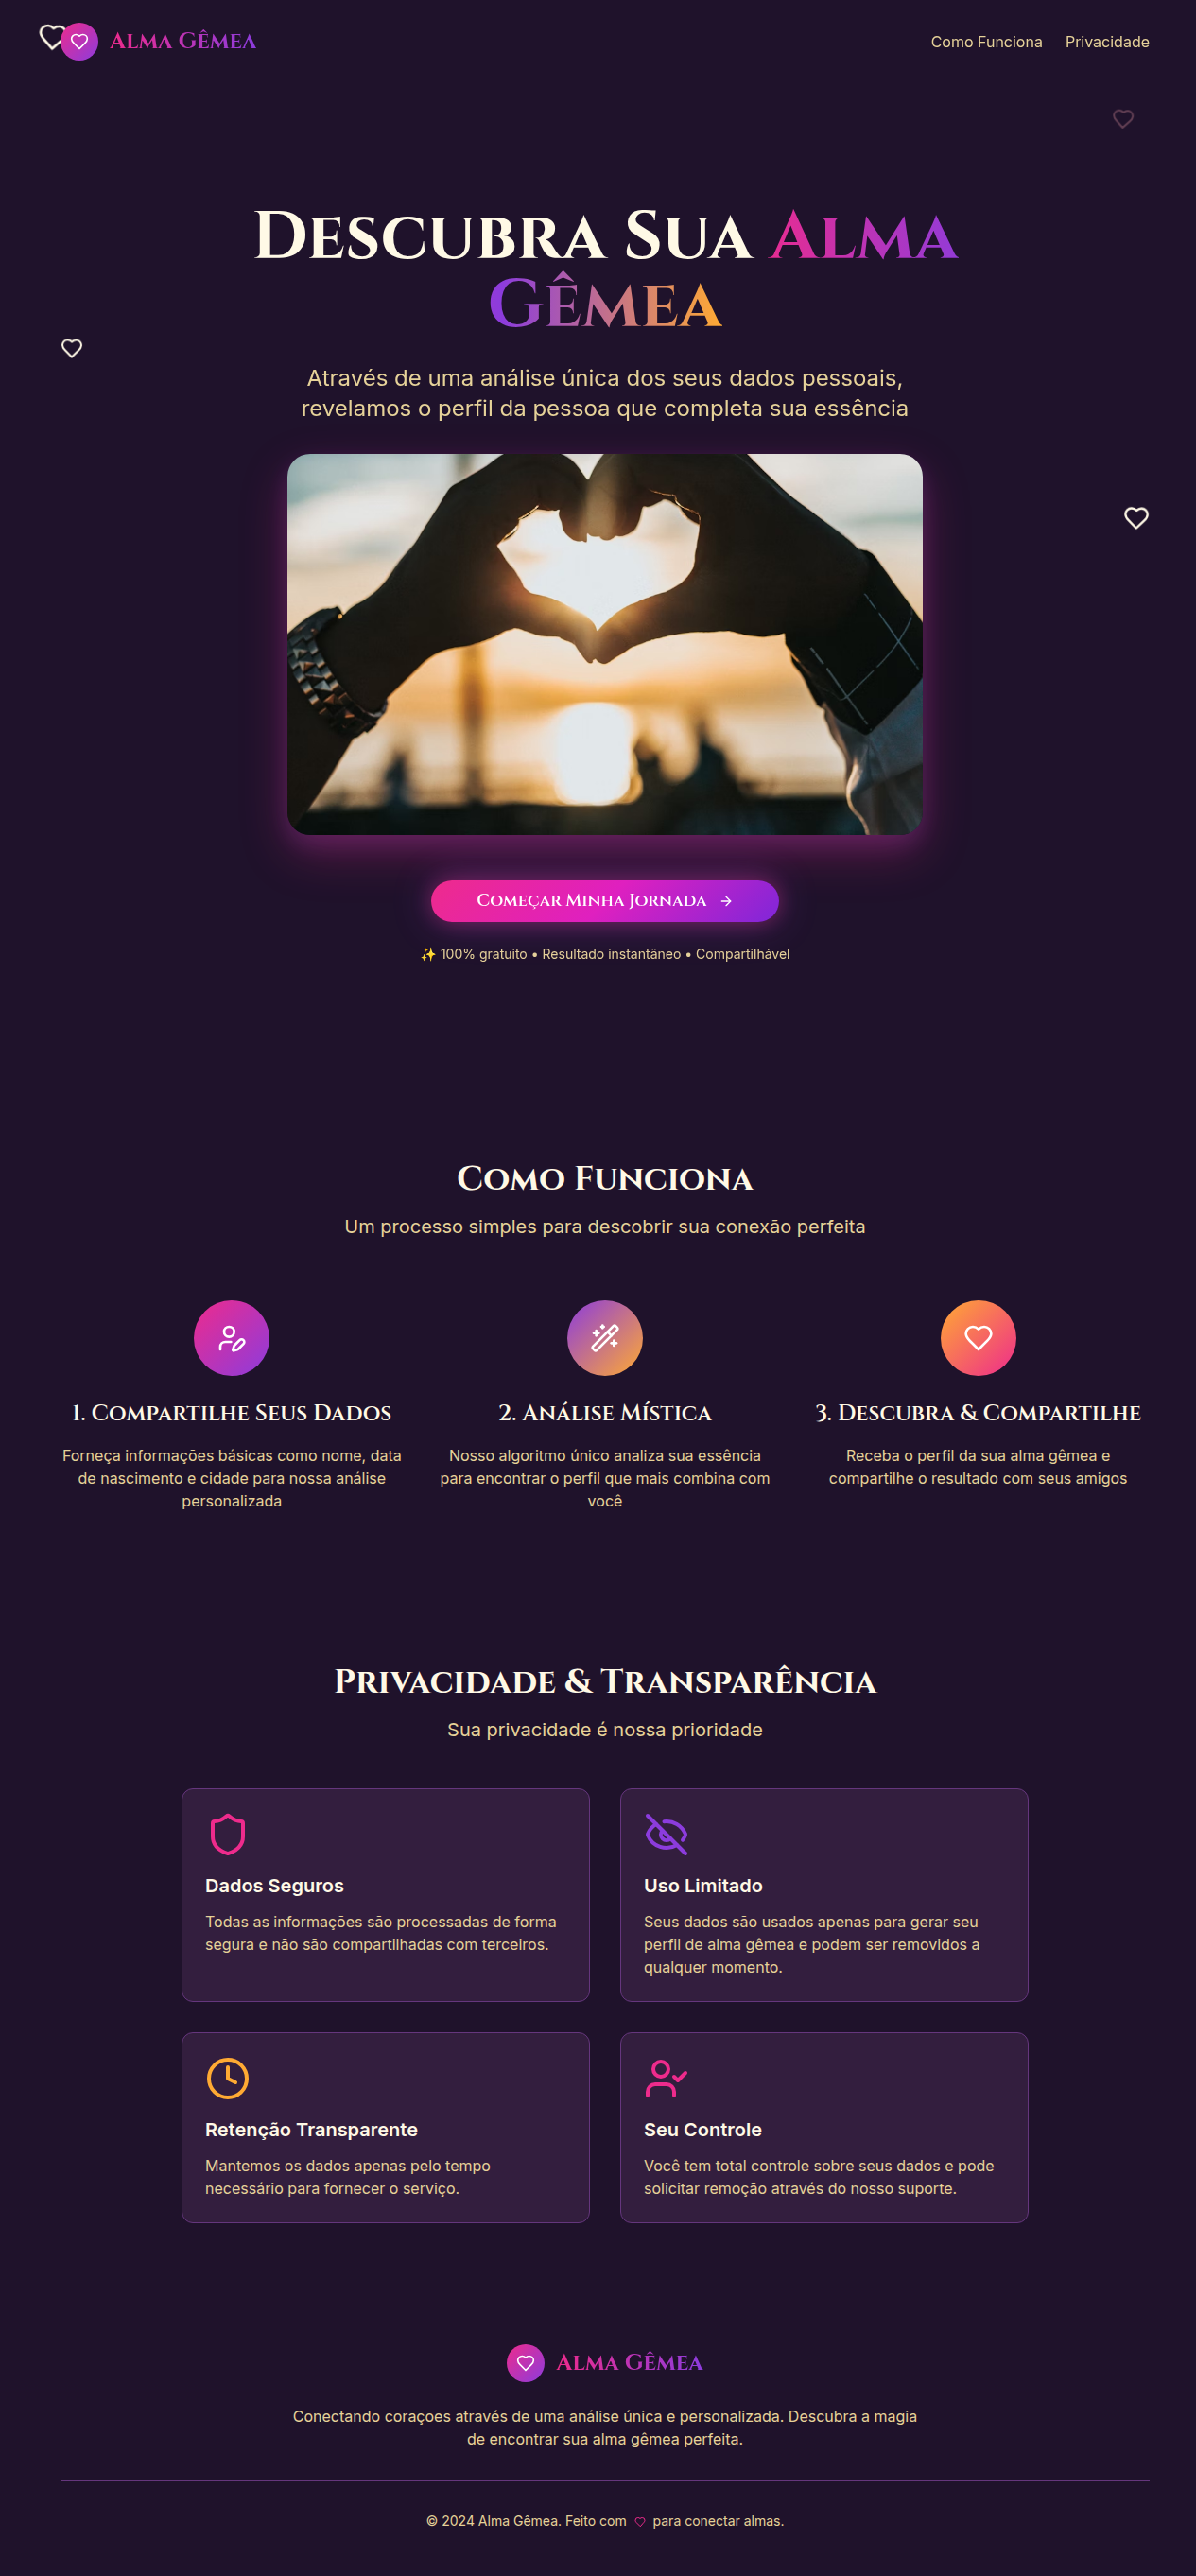 Alma Gêmea
Como Funciona
Privacidade
Descubra Sua Alma
Gêmea
Através de uma análise única dos seus dados pessoais,
revelamos o perfil da pessoa que completa sua essência
Começar Minha Jornada →
✨ 100% gratuito • Resultado instantâneo • Compartilhável
Como Funciona
Um processo simples para descobrir sua conexão perfeita
1. Compartilhe Seus Dados
Forneça informações básicas como nome, data
de nascimento e cidade para nossa análise
personalizada
2. Análise Mística
Nosso algoritmo único analiza sua essência
para encontrar o perfil que mais combina com
você
3. Descubra & Compartilhe
Receba o perfil da sua alma gêmea e
compartilhe o resultado com seus amigos
Privacidade & Transparência
Sua privacidade é nossa prioridade
Dados Seguros
Todas as informações são processadas de forma
segura e não são compartilhadas com terceiros.
Uso Limitado
Seus dados são usados apenas para gerar seu
perfil de alma gêmea e podem ser removidos a
qualquer momento.
Retenção Transparente
Mantemos os dados apenas pelo tempo
necessário para fornecer o serviço.
Seu Controle
Você tem total controle sobre seus dados e pode
solicitar remoção através do nosso suporte.
Alma Gêmea
Conectando corações através de uma análise única e personalizada. Descubra a magia
de encontrar sua alma gêmea perfeita.
© 2024 Alma Gêmea. Feito com ♡ para conectar almas.